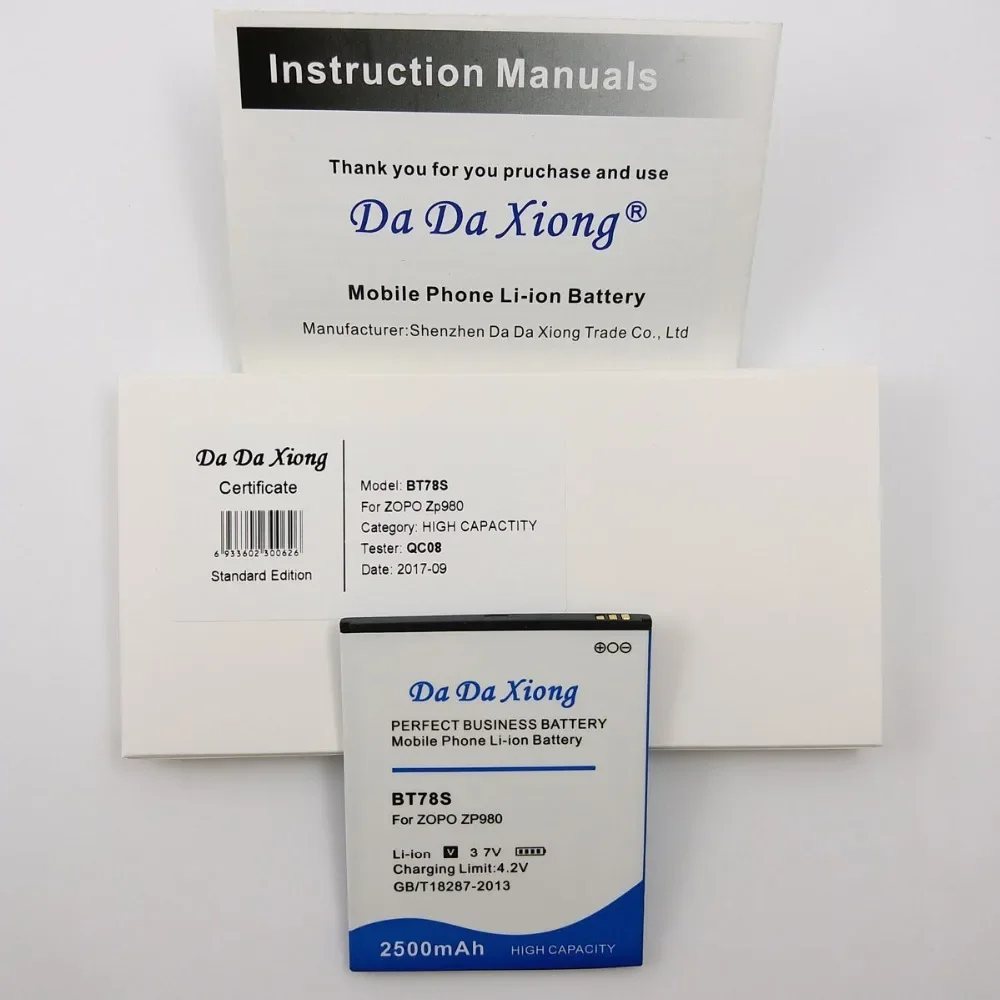 Instruction Manuals
Thank you for you pruchase and use
Da Da Xiong®
Mobile Phone Li-ion Battery
Manufacturer:Shenzhen Da Da Xiong Trade Co., Ltd
Da Da Xiong
Certificate
6 933602 300626
Standard Edition
Model: BT78S
For ZOPO Zp980
Category: HIGH CAPACTITY
Tester: QC08
Date: 2017-09
⊕○⊖
Da Da Xiong
PERFECT BUSINESS BATTERY
Mobile Phone Li-ion Battery
BT78S
For ZOPO ZP980
Li-ion V 3 7V
Charging Limit:4.2V
GB/T18287-2013
2500mAh HIGH CAPACITY